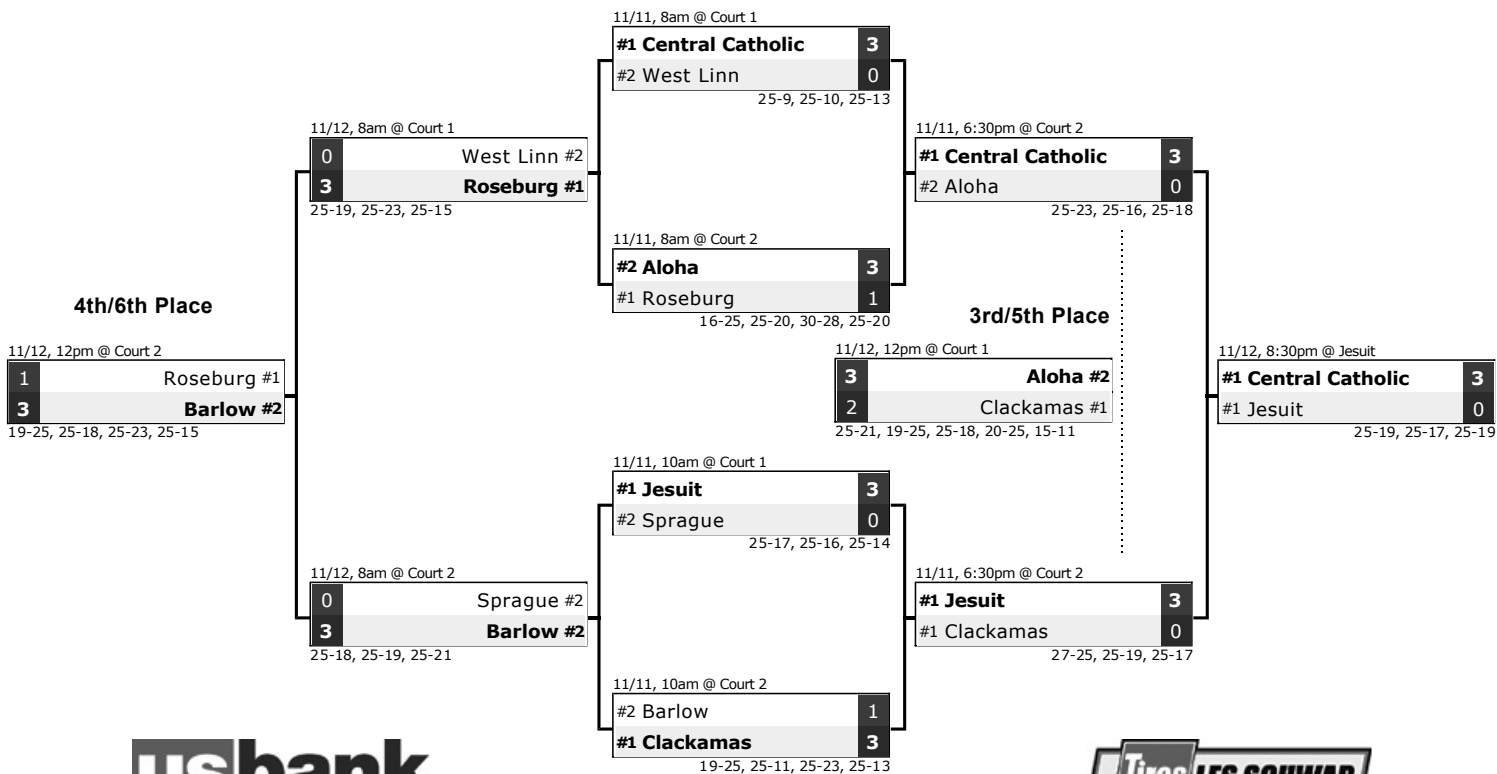 11/11, 8am @ Court 1
#1 Central Catholic 3
#2 West Linn 0
25-9, 25-10, 25-13
11/12, 8am @ Court 1
0 West Linn #2
3 Roseburg #1
25-19, 25-23, 25-15
11/11, 6:30pm @ Court 2
#1 Central Catholic 3
#2 Aloha 0
25-23, 25-16, 25-18
11/11, 8am @ Court 2
#2 Aloha 3
#1 Roseburg 1
16-25, 25-20, 30-28, 25-20
4th/6th Place
11/12, 12pm @ Court 2
1 Roseburg #1
3 Barlow #2
19-25, 25-18, 25-23, 25-15
3rd/5th Place
11/12, 12pm @ Court 1
3 Aloha #2
2 Clackamas #1
25-21, 19-25, 25-18, 20-25, 15-11
11/12, 8:30pm @ Jesuit
#1 Central Catholic 3
#1 Jesuit 0
25-19, 25-17, 25-19
11/11, 10am @ Court 1
#1 Jesuit 3
#2 Sprague 0
25-17, 25-16, 25-14
11/12, 8am @ Court 2
0 Sprague #2
3 Barlow #2
25-18, 25-19, 25-21
11/11, 6:30pm @ Court 2
#1 Jesuit 3
#1 Clackamas 0
27-25, 25-19, 25-17
11/11, 10am @ Court 2
#2 Barlow 1
#1 Clackamas 3
19-25, 25-11, 25-23, 25-13
usbank
Tires LES SCHWAB